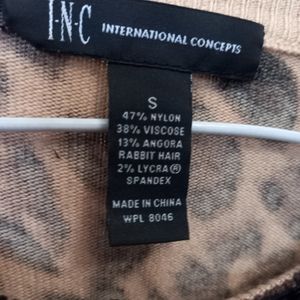 I·N·C INTERNATIONAL CONCEPTS
S
47% NYLON
38% VISCOSE
13% ANGORA
RABBIT HAIR
2% LYCRA®
SPANDEX
MADE IN CHINA
WPL 8046